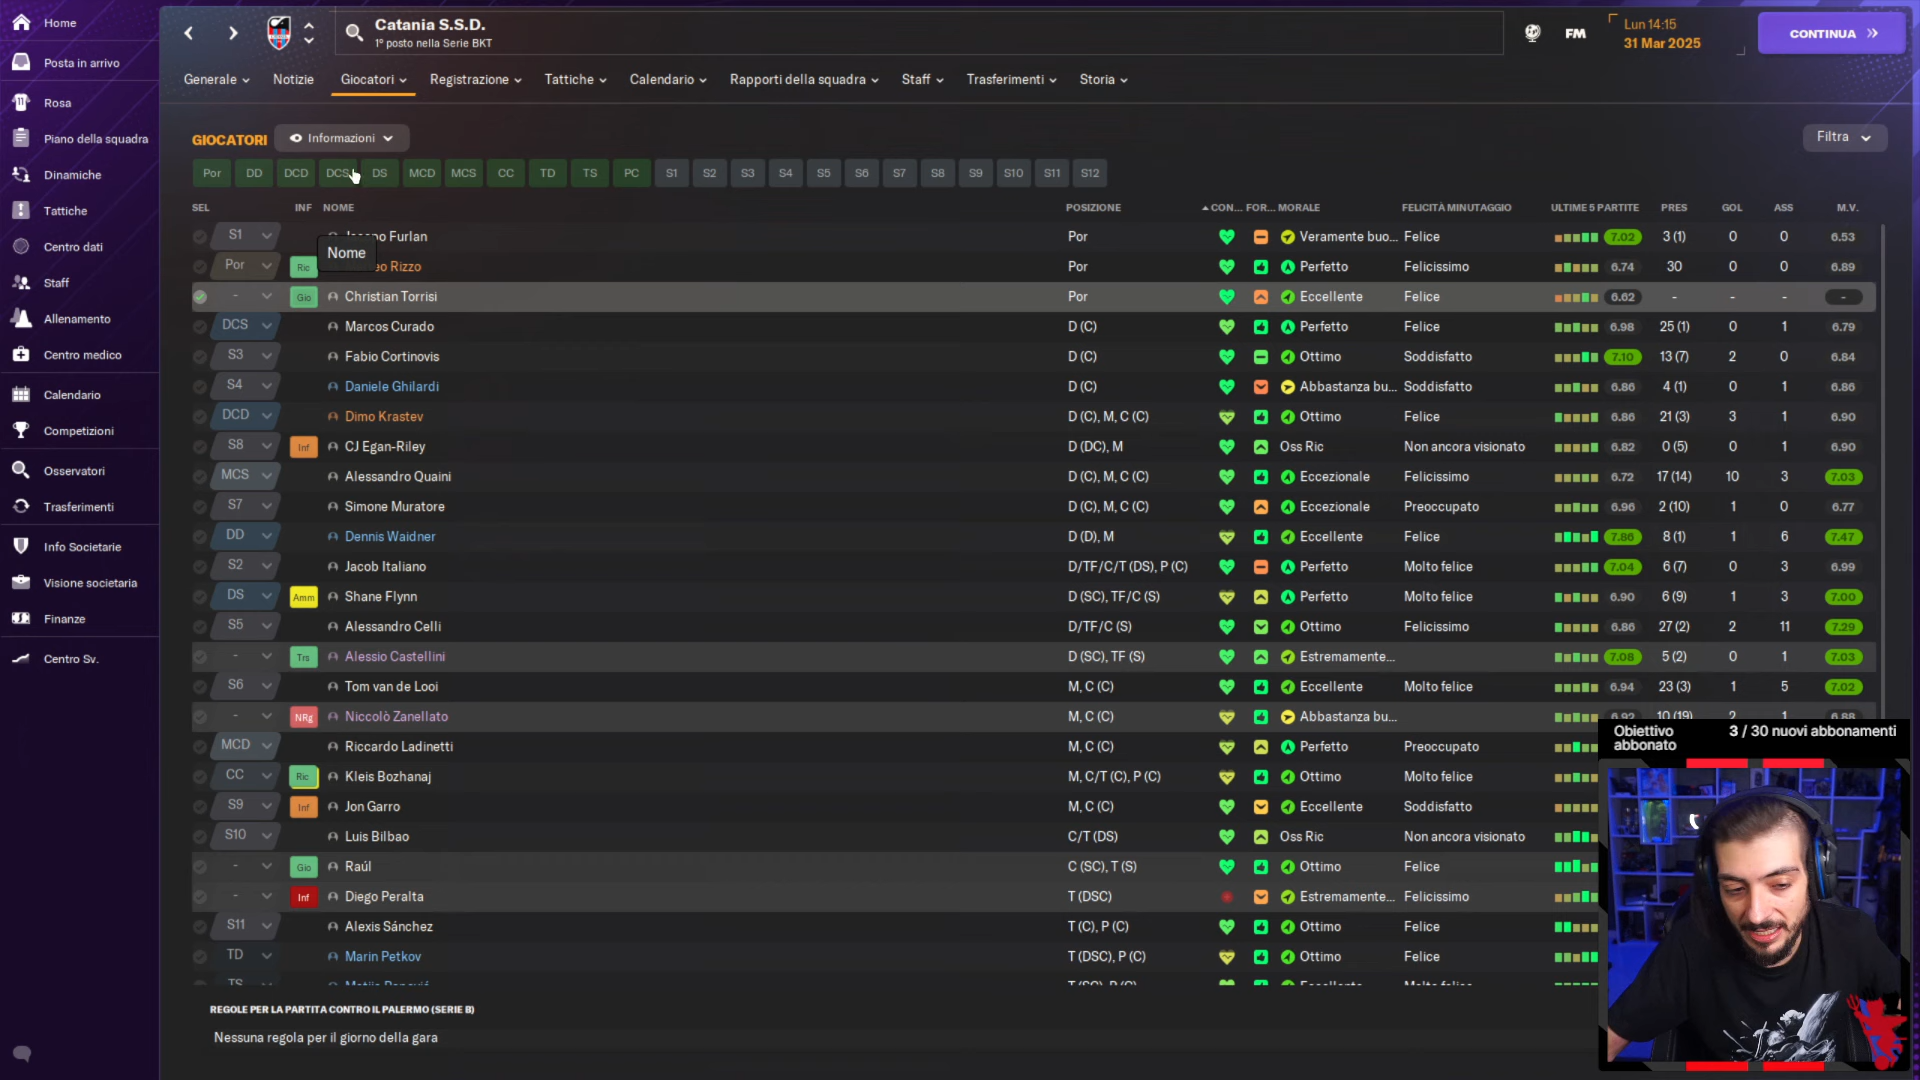 Home
Posta in arrivo
Rosa
Piano della squadra
Dinamiche
Tattiche
Centro dati
Staff
Allenamento
Centro medico
Calendario
Competizioni
Osservatori
Trasferimenti
Info Societarie
Visione societaria
Finanze
Centro Sv.
Catania S.S.D.
1° posto nella Serie BKT
FM
Lun 14:15
31 Mar 2025
CONTINUA
Generale Notizie Giocatori Registrazione Tattiche Calendario Rapporti della squadra Staff Trasferimenti Storia
GIOCATORI Informazioni Filtra
Por DD DCD DCS DS MCD MCS CC TD TS PC S1 S2 S3 S4 S5 S6 S7 S8 S9 S10 S11 S12
SEL INF NOME POSIZIONE CON... FOR... MORALE FELICITÀ MINUTAGGIO ULTIME 5 PARTITE PRES GOL ASS M.V.
S1 Furlan Por Veramente buo... Felice 7.02 3 (1) 0 0 6.53
Nome
Por Ric Rizzo Por Perfetto Felicissimo 6.74 30 0 0 6.89
- Gio Christian Torrisi Por Eccellente Felice 6.62 - - - -
DCS Marcos Curado D (C) Perfetto Felice 6.98 25 (1) 0 1 6.79
S3 Fabio Cortinovis D (C) Ottimo Soddisfatto 7.10 13 (7) 2 0 6.84
S4 Daniele Ghilardi D (C) Abbastanza bu... Soddisfatto 6.86 4 (1) 0 1 6.86
DCD Dimo Krastev D (C), M, C (C) Ottimo Felice 6.86 21 (3) 3 1 6.90
S8 Inf CJ Egan-Riley D (DC), M Oss Ric Non ancora visionato 6.82 0 (5) 0 1 6.90
MCS Alessandro Quaini D (C), M, C (C) Eccezionale Felicissimo 6.72 17 (14) 10 3 7.03
S7 Simone Muratore D (C), M, C (C) Eccezionale Preoccupato 6.96 2 (10) 1 0 6.77
DD Dennis Waidner D (D), M Eccellente Felice 7.86 8 (1) 1 6 7.47
S2 Jacob Italiano D/TF/C/T (DS), P (C) Perfetto Molto felice 7.04 6 (7) 0 3 6.99
DS Amm Shane Flynn D (SC), TF/C (S) Perfetto Molto felice 6.90 6 (9) 1 3 7.00
S5 Alessandro Celli D/TF/C (S) Ottimo Felicissimo 6.86 27 (2) 2 11 7.29
- Trs Alessio Castellini D (SC), TF (S) Estremamente... 7.08 5 (2) 0 1 7.03
S6 Tom van de Looi M, C (C) Eccellente Molto felice 6.94 23 (3) 1 5 7.02
- NRg Niccolò Zanellato M, C (C) Abbastanza bu... 6.92 10 (19) 2 1 6.88
MCD Riccardo Ladinetti M, C (C) Perfetto Preoccupato
CC Ric Kleis Bozhanaj M, C/T (C), P (C) Ottimo Molto felice
S9 Inf Jon Garro M, C (C) Eccellente Soddisfatto
S10 Luis Bilbao C/T (DS) Oss Ric Non ancora visionato
- Gio Raúl C (SC), T (S) Ottimo Felice
- Inf Diego Peralta T (DSC) Estremamente... Felicissimo
S11 Alexis Sánchez T (C), P (C) Ottimo Felice
TD Marin Petkov T (DSC), P (C) Ottimo Felice
TS
REGOLE PER LA PARTITA CONTRO IL PALERMO (SERIE B)
Nessuna regola per il giorno della gara
Obiettivo abbonato
3 / 30 nuovi abbonamenti